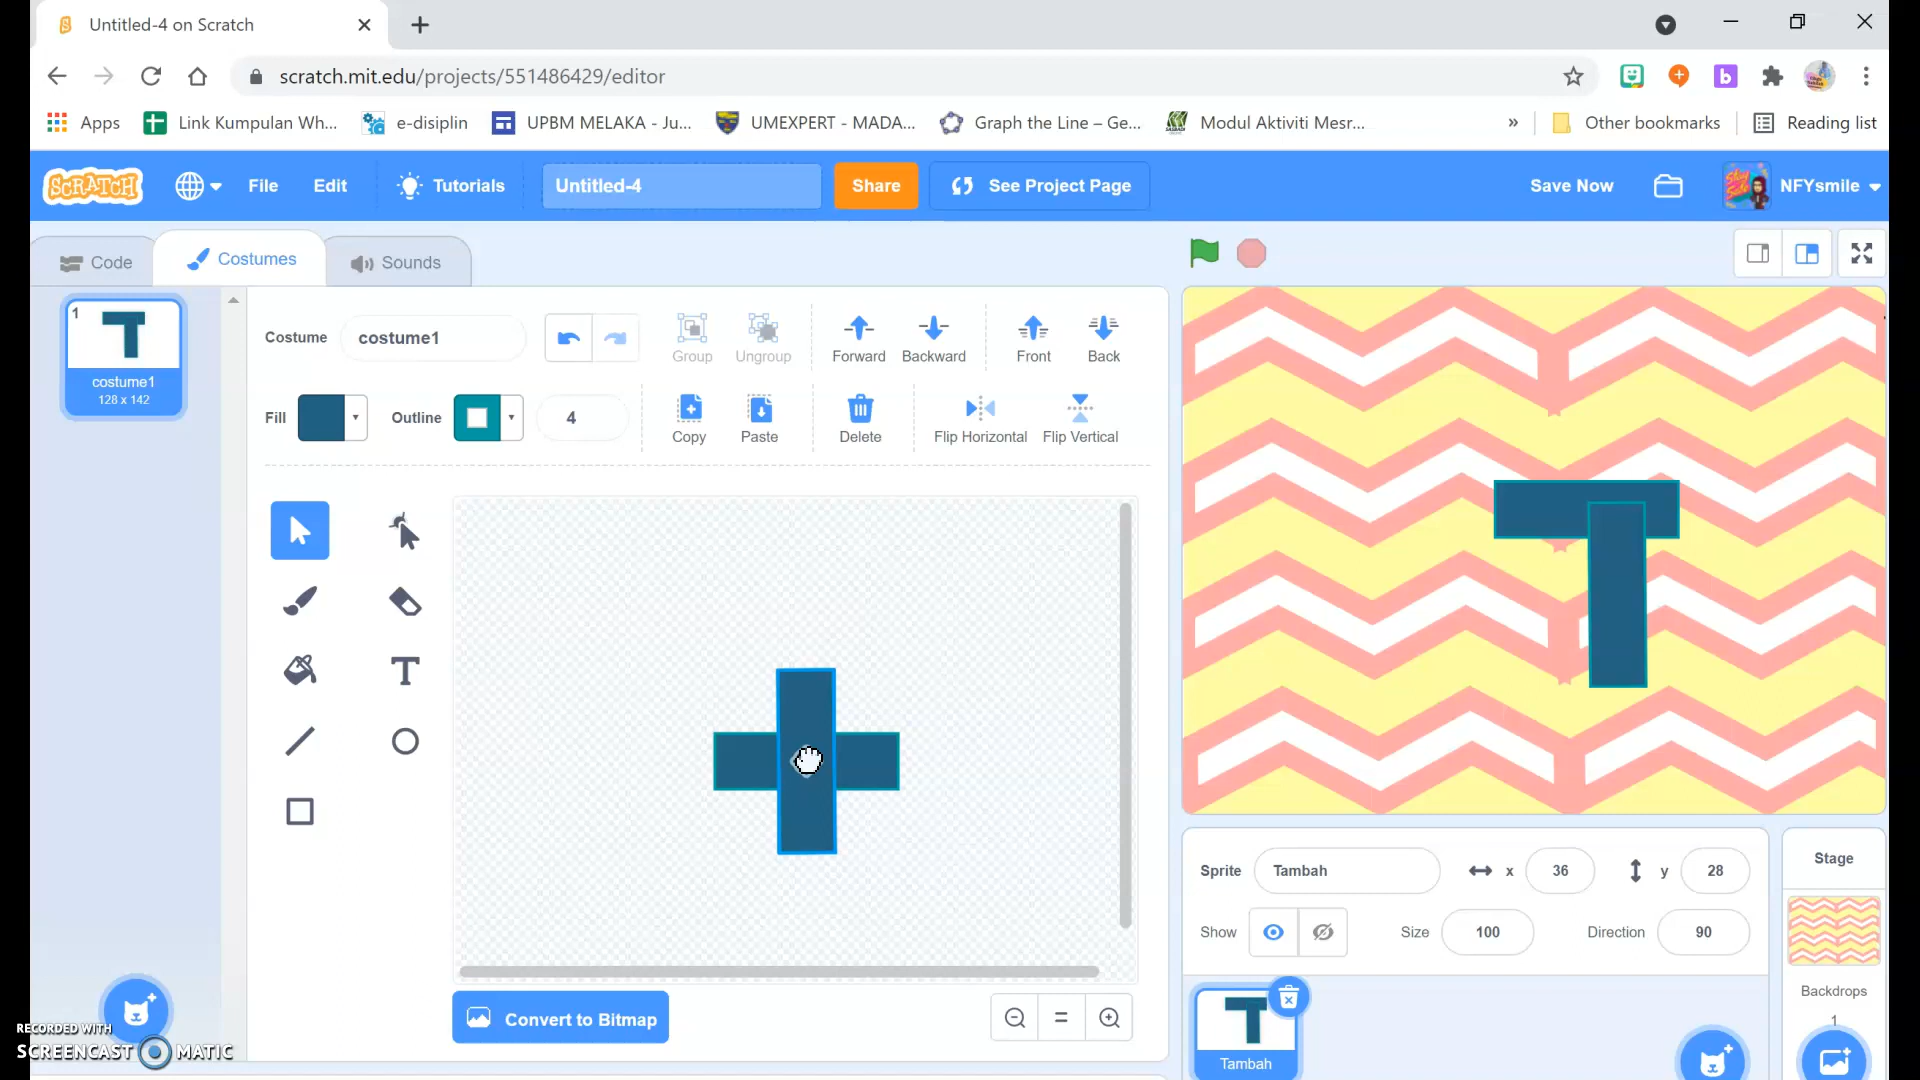 Untitled-4 on Scratch
scratch.mit.edu/projects/551486429/editor
Apps
Link Kumpulan Wh...
e-disiplin
UPBM MELAKA - Ju...
UMEXPERT - MADA...
Graph the Line – Ge...
Modul Aktiviti Mesr...
»
Other bookmarks
Reading list
SCRATCH
File
Edit
Tutorials
Untitled-4
Share
See Project Page
Save Now
NFYsmile
Code
Costumes
Sounds
1
costume1
128 x 142
Costume
costume1
Group
Ungroup
Forward
Backward
Front
Back
Fill
Outline
4
Copy
Paste
Delete
Flip Horizontal
Flip Vertical
Convert to Bitmap
Sprite
Tambah
x
36
y
28
Show
Size
100
Direction
90
Tambah
Stage
Backdrops
1
RECORDED WITH
SCREENCAST MATIC